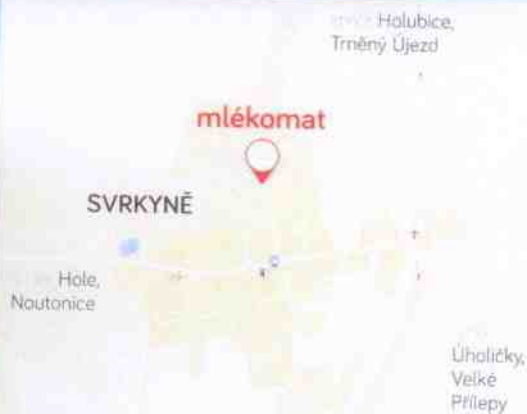 Holubice,
Trněný Újezd
mlékomat
SVRKYNĚ
Hole,
Noutonice
Úholičky,
Velké
Přílepy